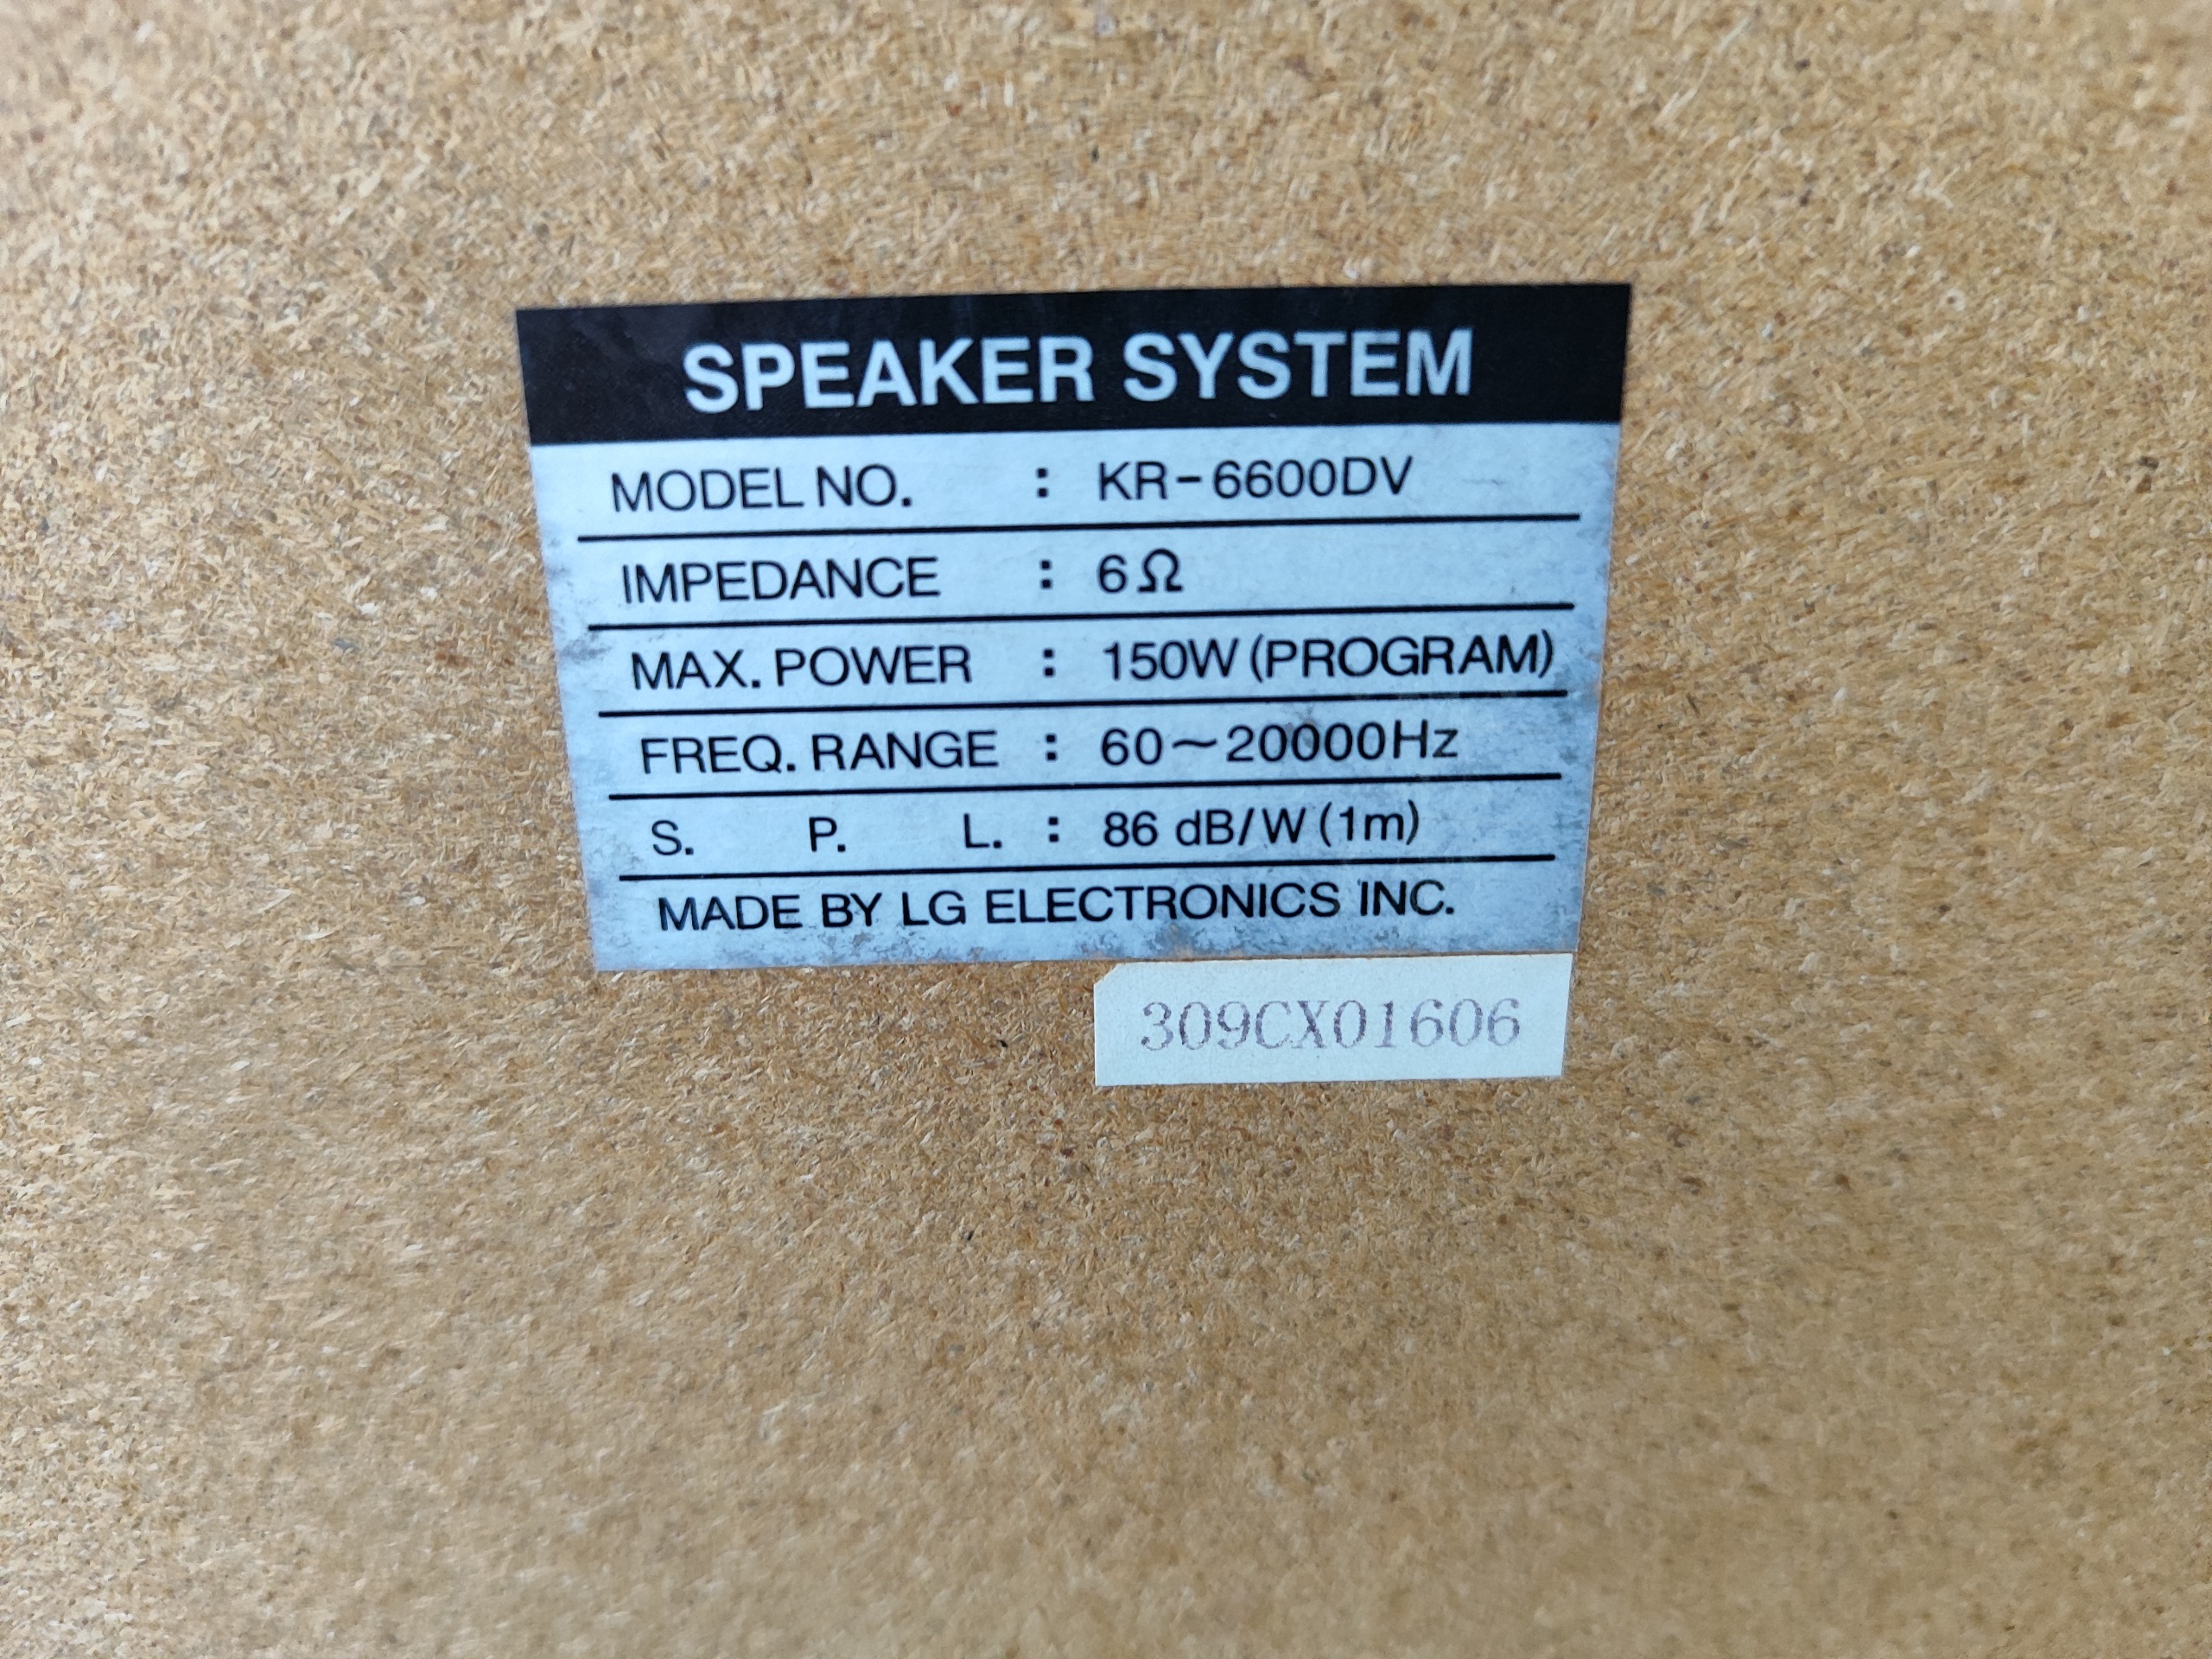 SPEAKER SYSTEM
MODEL NO. : KR-6600DV
IMPEDANCE : 6Ω
MAX. POWER : 150W (PROGRAM)
FREQ. RANGE : 60~20000Hz
S. P. L. : 86 dB/W (1m)
MADE BY LG ELECTRONICS INC.
309CX01606